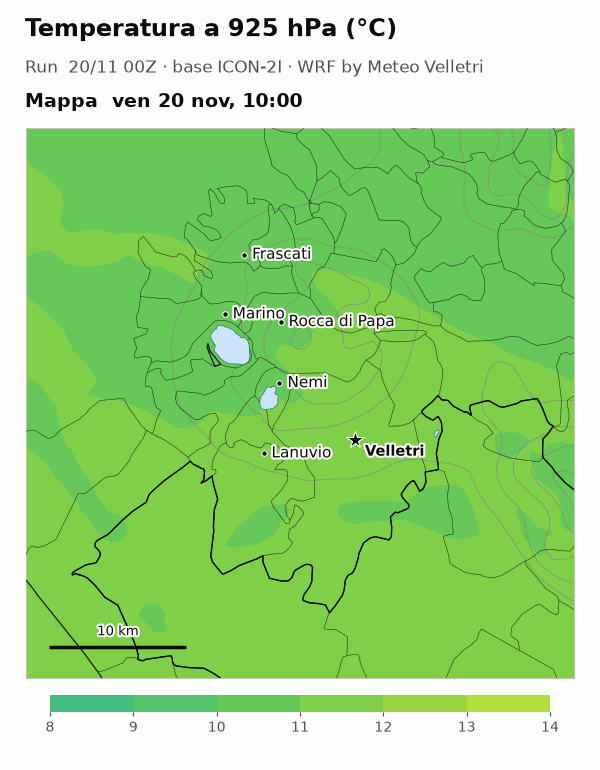 Temperatura a 925 hPa (°C)
Run  20/11 00Z · base ICON-2I · WRF by Meteo Velletri
Mappa  ven 20 nov, 10:00
Frascati
Marino
Rocca di Papa
Nemi
Lanuvio
Velletri
10 km
8 9 10 11 12 13 14